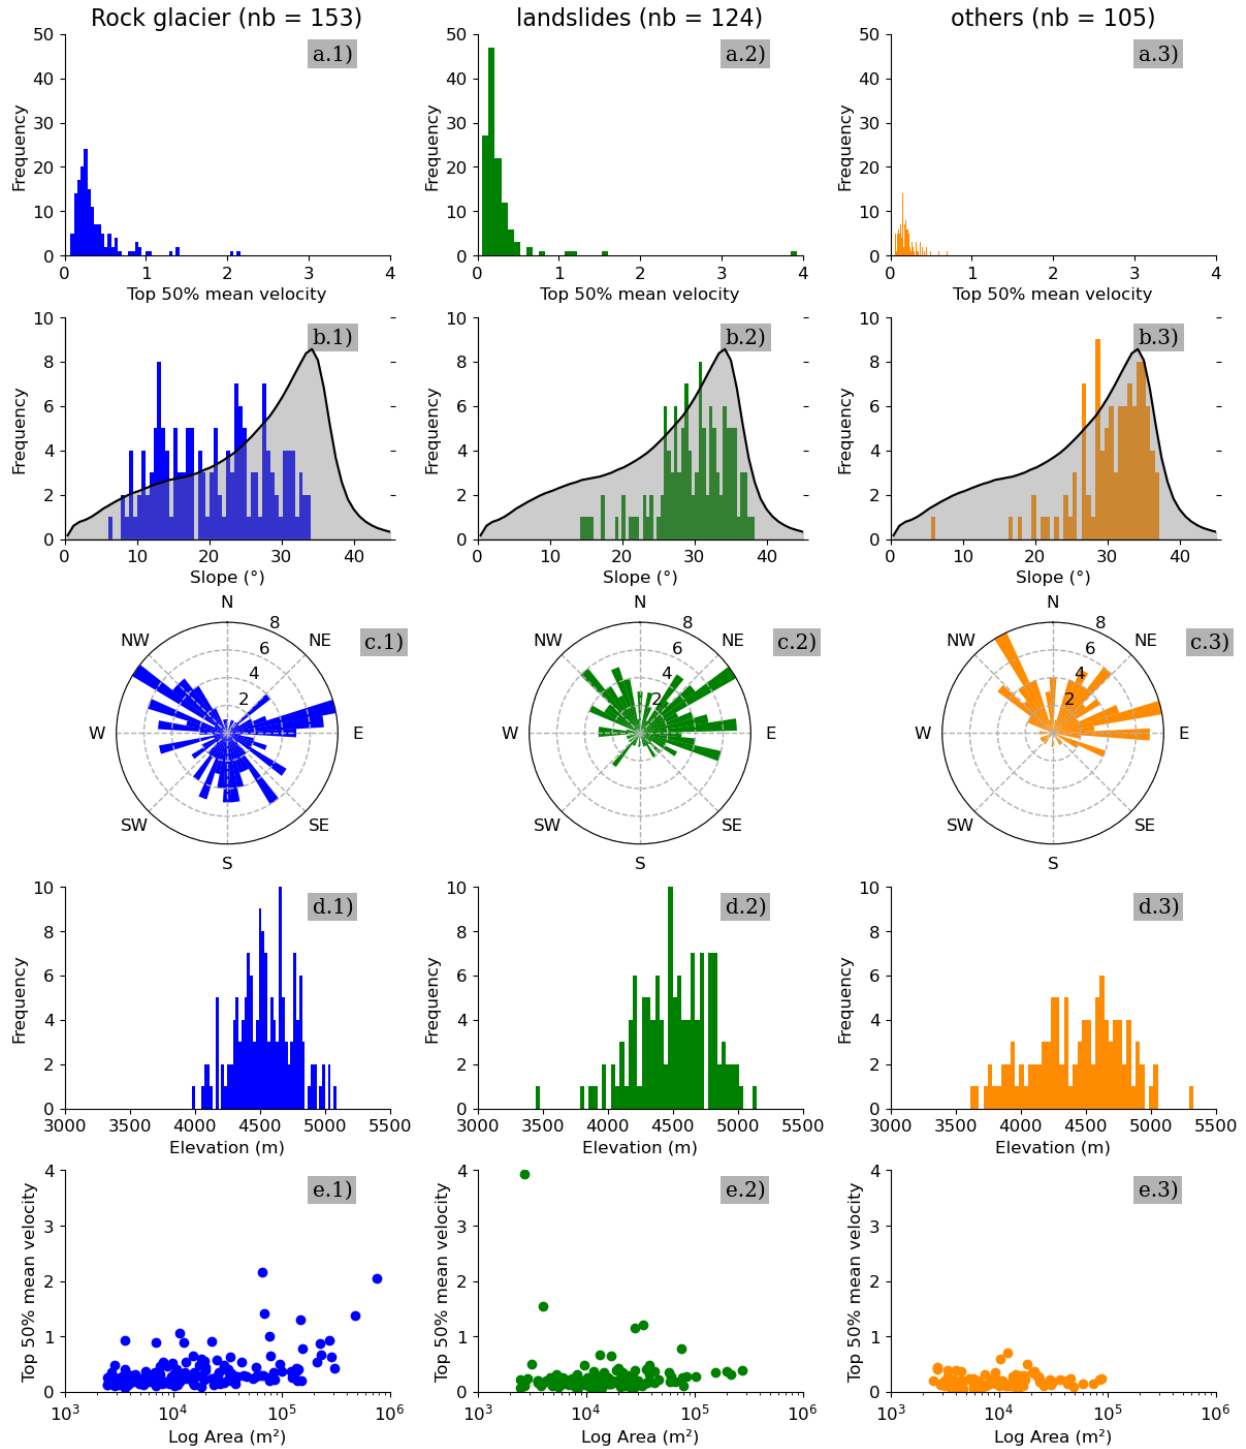 Rock glacier (nb = 153)
landslides (nb = 124)
others (nb = 105)
a.1)
50
40
30
20
10
0
Frequency
0 1 2 3 4
Top 50% mean velocity
a.2)
50
40
30
20
10
0
Frequency
0 1 2 3 4
Top 50% mean velocity
a.3)
50
40
30
20
10
0
Frequency
0 1 2 3 4
Top 50% mean velocity
b.1)
10
8
6
4
2
0
Frequency
0 10 20 30 40
Slope (°)
b.2)
10
8
6
4
2
0
Frequency
0 10 20 30 40
Slope (°)
b.3)
10
8
6
4
2
0
Frequency
0 10 20 30 40
Slope (°)
c.1)
N
NW NE
8
6
4
2
W E
SW SE
S
c.2)
N
NW NE
8
6
4
2
W E
SW SE
S
c.3)
N
NW NE
8
6
4
2
W E
SW SE
S
d.1)
10
8
6
4
2
0
Frequency
3000 3500 4000 4500 5000 5500
Elevation (m)
d.2)
10
8
6
4
2
0
Frequency
3000 3500 4000 4500 5000 5500
Elevation (m)
d.3)
10
8
6
4
2
0
Frequency
3000 3500 4000 4500 5000 5500
Elevation (m)
e.1)
4
3
2
1
0
Top 50% mean velocity
10³ 10⁴ 10⁵ 10⁶
Log Area (m²)
e.2)
4
3
2
1
0
Top 50% mean velocity
10³ 10⁴ 10⁵ 10⁶
Log Area (m²)
e.3)
4
3
2
1
0
Top 50% mean velocity
10³ 10⁴ 10⁵ 10⁶
Log Area (m²)